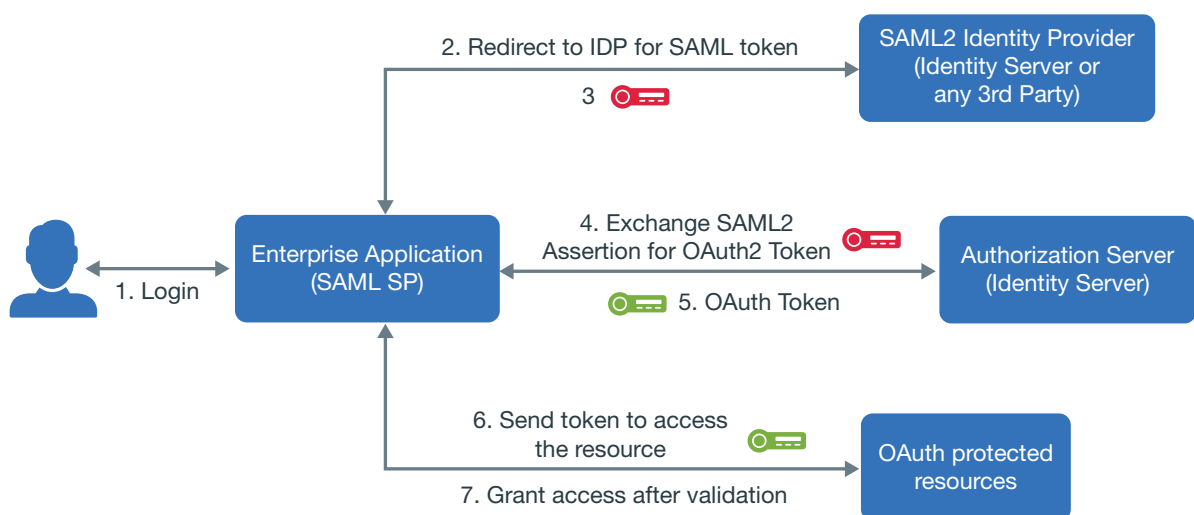 2. Redirect to IDP for SAML token
3
SAML2 Identity Provider
(Identity Server or
any 3rd Party)
1. Login
Enterprise Application
(SAML SP)
4. Exchange SAML2
Assertion for OAuth2 Token
5. OAuth Token
Authorization Server
(Identity Server)
6. Send token to access
the resource
7. Grant access after validation
OAuth protected
resources